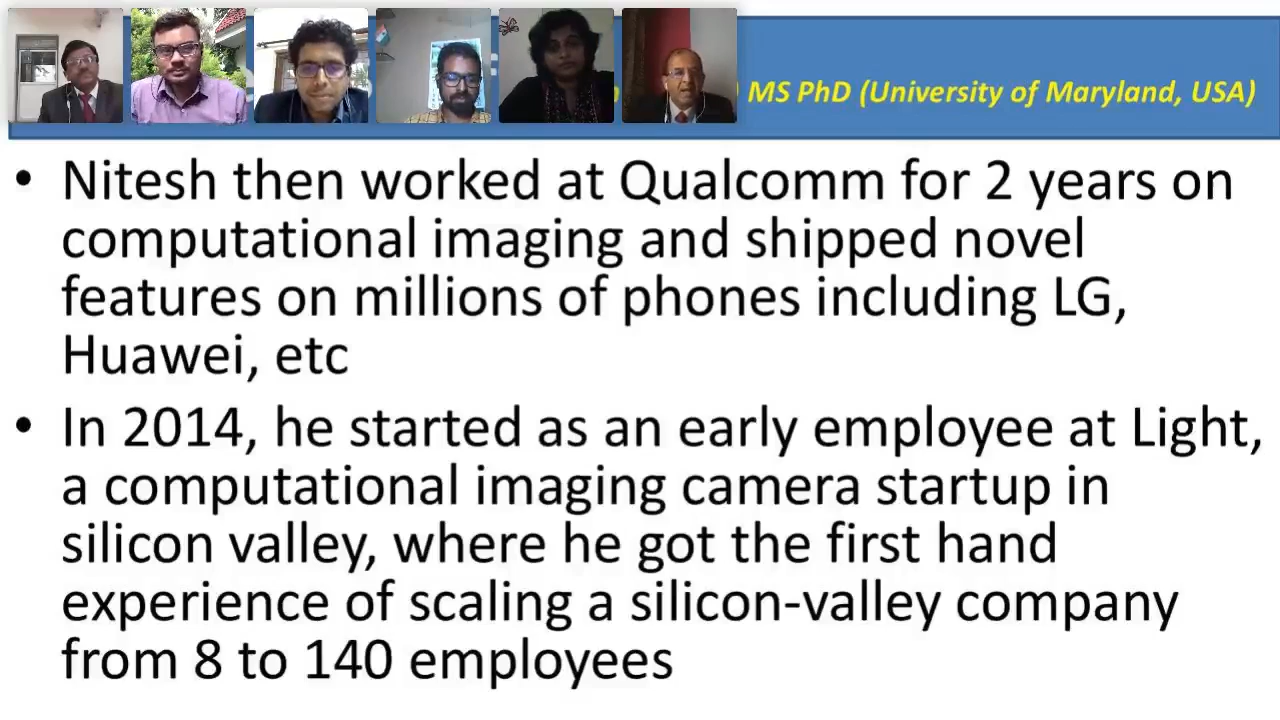 MS PhD (University of Maryland, USA)
• Nitesh then worked at Qualcomm for 2 years on
computational imaging and shipped novel
features on millions of phones including LG,
Huawei, etc
• In 2014, he started as an early employee at Light,
a computational imaging camera startup in
silicon valley, where he got the first hand
experience of scaling a silicon-valley company
from 8 to 140 employees